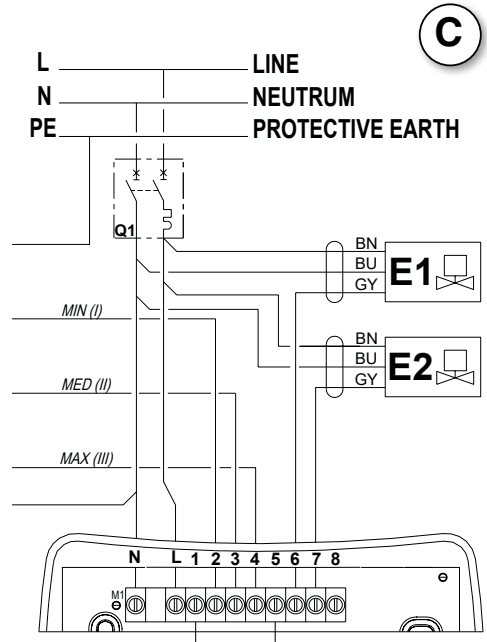 C
L LINE
N NEUTRUM
PE PROTECTIVE EARTH
Q1
BN
BU
GY
E1
MIN (I)
BN
BU
GY
E2
MED (II)
MAX (III)
N L 1 2 3 4 5 6 7 8
M1